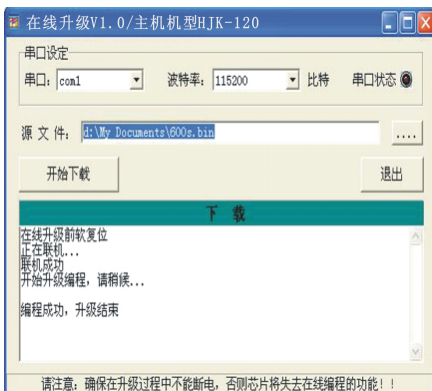 在线升级V1.0/主机机型HJK-120
串口设定
串口: com1 波特率: 115200 比特 串口状态
源 文 件: d:\My Documents\600s.bin ....
开始下载 退出
下 载
在线升级前软复位
正在联机...
联机成功
开始升级编程，请稍候...
编程成功，升级结束
请注意: 确保在升级过程中不能断电，否则芯片将失去在线编程的功能! !